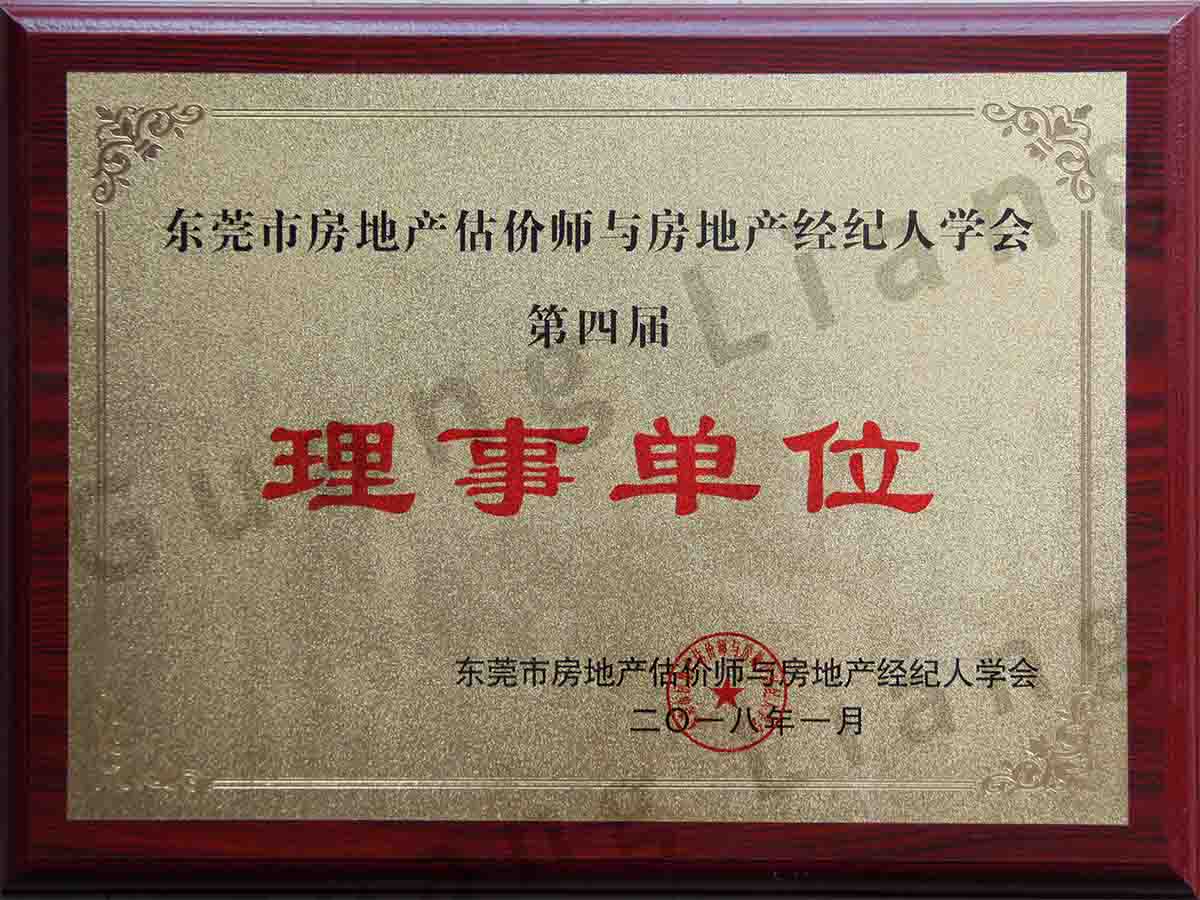 东莞市房地产估价师与房地产经纪人学会
第四届
理事单位
东莞市房地产估价师与房地产经纪人学会
二〇一八年一月